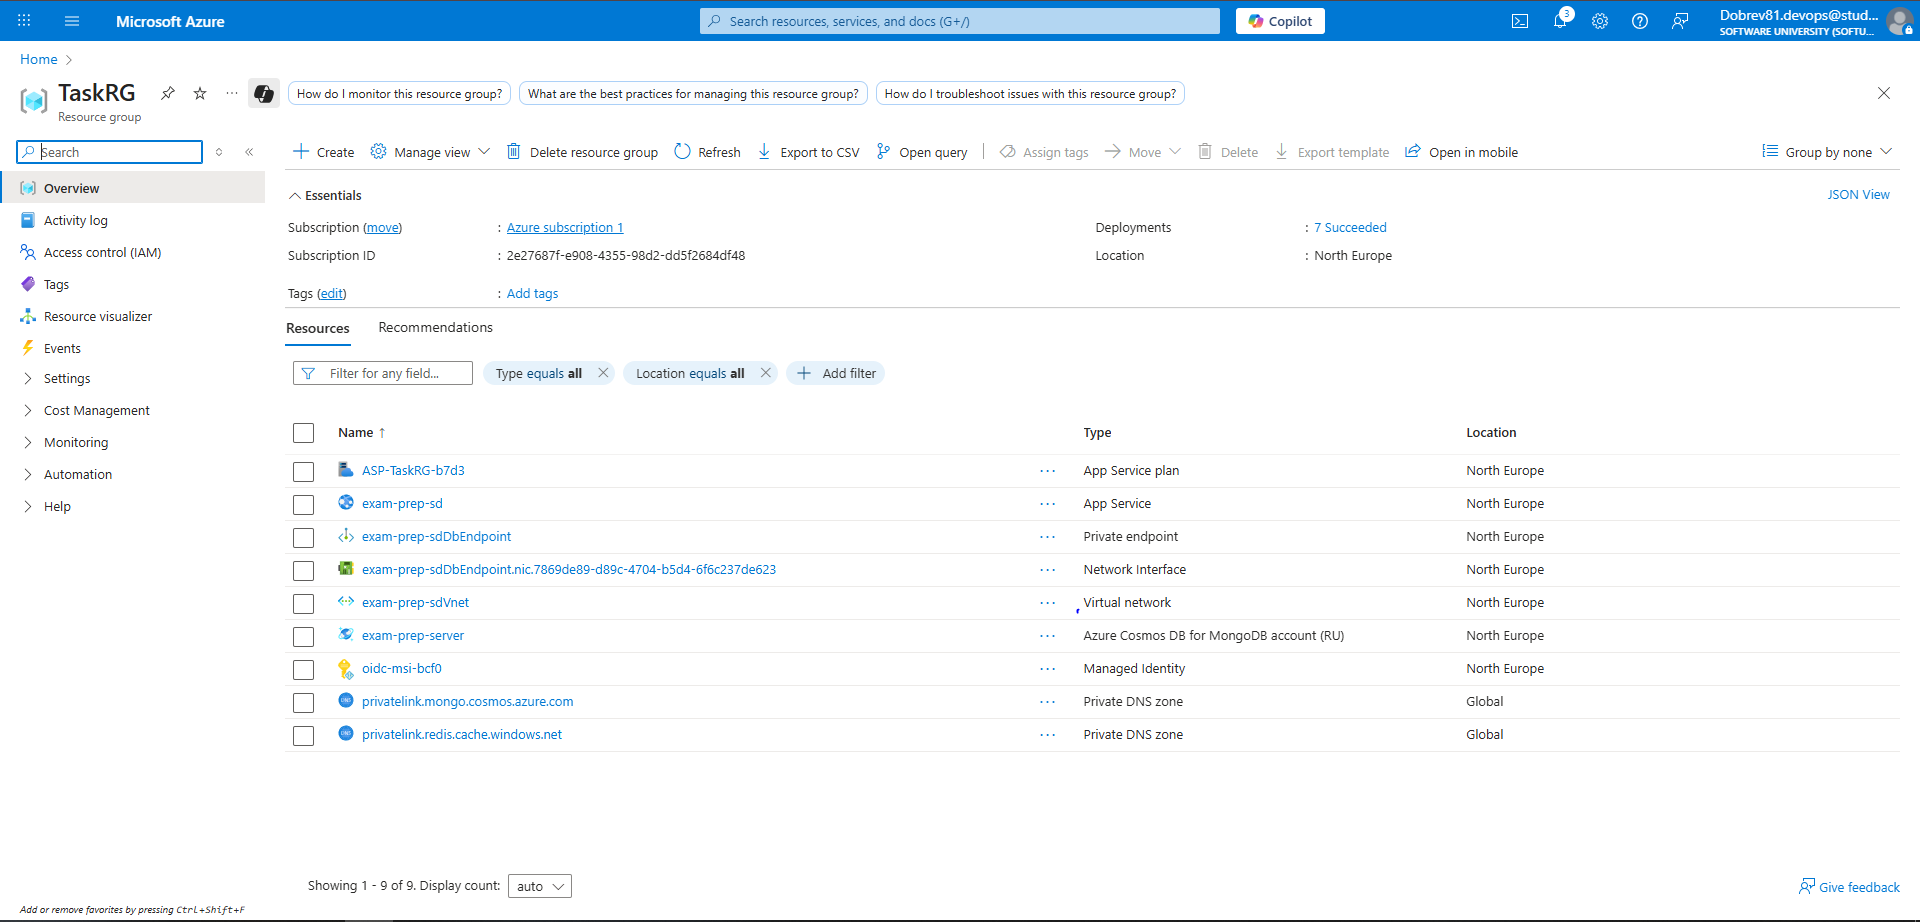 Microsoft Azure
Search resources, services, and docs (G+/)
Copilot
3
Dobrev81.devops@stud...
SOFTWARE UNIVERSITY (SOFTU...
Home
TaskRG
Resource group
How do I monitor this resource group?
What are the best practices for managing this resource group?
How do I troubleshoot issues with this resource group?
Search
Create
Manage view
Delete resource group
Refresh
Export to CSV
Open query
Assign tags
Move
Delete
Export template
Open in mobile
Group by none
Overview
Activity log
Access control (IAM)
Tags
Resource visualizer
Events
Settings
Cost Management
Monitoring
Automation
Help
Essentials
JSON View
Subscription (move) : Azure subscription 1
Deployments : 7 Succeeded
Subscription ID : 2e27687f-e908-4355-98d2-dd5f2684df48
Location : North Europe
Tags (edit) : Add tags
Resources Recommendations
Filter for any field...
Type equals all
Location equals all
Add filter
Name ↑ Type Location
ASP-TaskRG-b7d3 ... App Service plan North Europe
exam-prep-sd ... App Service North Europe
exam-prep-sdDbEndpoint ... Private endpoint North Europe
exam-prep-sdDbEndpoint.nic.7869de89-d89c-4704-b5d4-6f6c237de623 ... Network Interface North Europe
exam-prep-sdVnet ... Virtual network North Europe
exam-prep-server ... Azure Cosmos DB for MongoDB account (RU) North Europe
oidc-msi-bcf0 ... Managed Identity North Europe
privatelink.mongo.cosmos.azure.com ... Private DNS zone Global
privatelink.redis.cache.windows.net ... Private DNS zone Global
Showing 1 - 9 of 9. Display count: auto
Give feedback
Add or remove favorites by pressing Ctrl+Shift+F